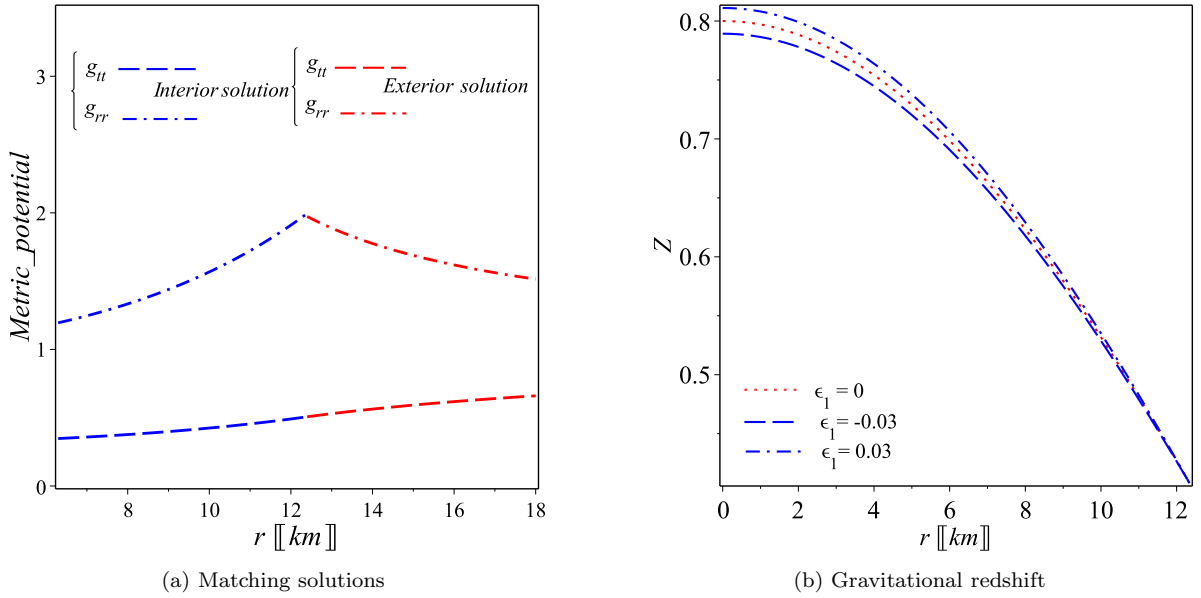 g_tt
g_rr
Interior solution
g_tt
g_rr
Exterior solution
Metric_potential
3
2
1
0
8
10
12
14
16
18
r ⟦km⟧
(a) Matching solutions
0.8
0.7
0.6
0.5
Z
ϵ_1 = 0
ϵ_1 = -0.03
ϵ_1 = 0.03
0
2
4
6
8
10
12
r ⟦km⟧
(b) Gravitational redshift